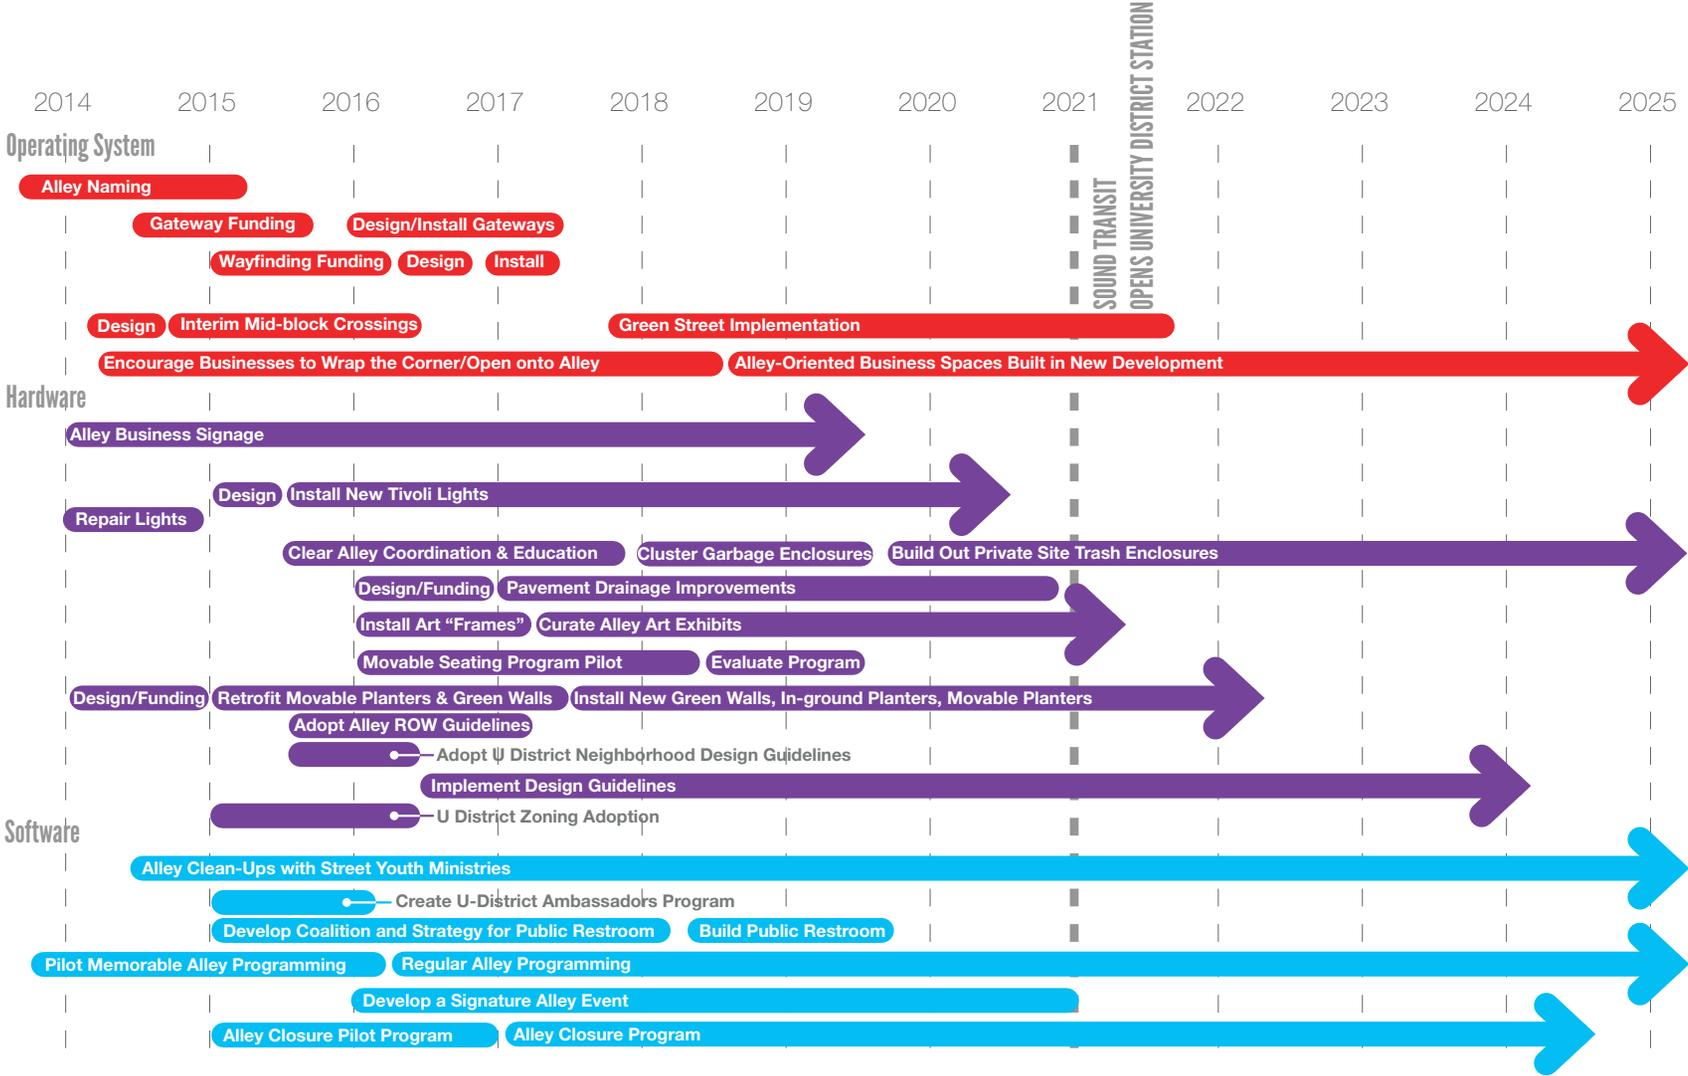 2014 2015 2016 2017 2018 2019 2020 2021 2022 2023 2024 2025
SOUND TRANSIT
OPENS UNIVERSITY DISTRICT STATION
Operating System
Alley Naming
Gateway Funding Design/Install Gateways
Wayfinding Funding Design Install
Design Interim Mid-block Crossings Green Street Implementation
Encourage Businesses to Wrap the Corner/Open onto Alley Alley-Oriented Business Spaces Built in New Development
Hardware
Alley Business Signage
Design Install New Tivoli Lights
Repair Lights
Clear Alley Coordination & Education Cluster Garbage Enclosures Build Out Private Site Trash Enclosures
Design/Funding Pavement Drainage Improvements
Install Art “Frames” Curate Alley Art Exhibits
Movable Seating Program Pilot Evaluate Program
Design/Funding Retrofit Movable Planters & Green Walls Install New Green Walls, In-ground Planters, Movable Planters
Adopt Alley ROW Guidelines
Adopt U District Neighborhood Design Guidelines
Implement Design Guidelines
U District Zoning Adoption
Software
Alley Clean-Ups with Street Youth Ministries
Create U-District Ambassadors Program
Develop Coalition and Strategy for Public Restroom Build Public Restroom
Pilot Memorable Alley Programming Regular Alley Programming
Develop a Signature Alley Event
Alley Closure Pilot Program Alley Closure Program